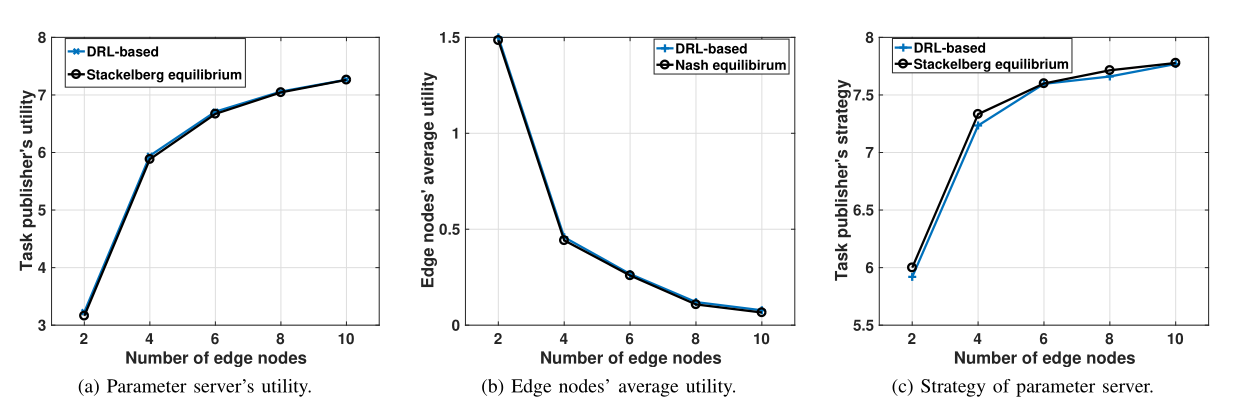 8
7
6
5
4
3
Task publisher's utility
DRL-based
Stackelberg equilibrium
2 4 6 8 10
Number of edge nodes
(a) Parameter server's utility.
1.5
1
0.5
0
Edge nodes' average utility
DRL-based
Nash equilibirum
2 4 6 8 10
Number of edge nodes
(b) Edge nodes' average utility.
8
7.5
7
6.5
6
5.5
Task publisher's strategy
DRL-based
Stackelberg equilibrium
2 4 6 8 10
Number of edge nodes
(c) Strategy of parameter server.